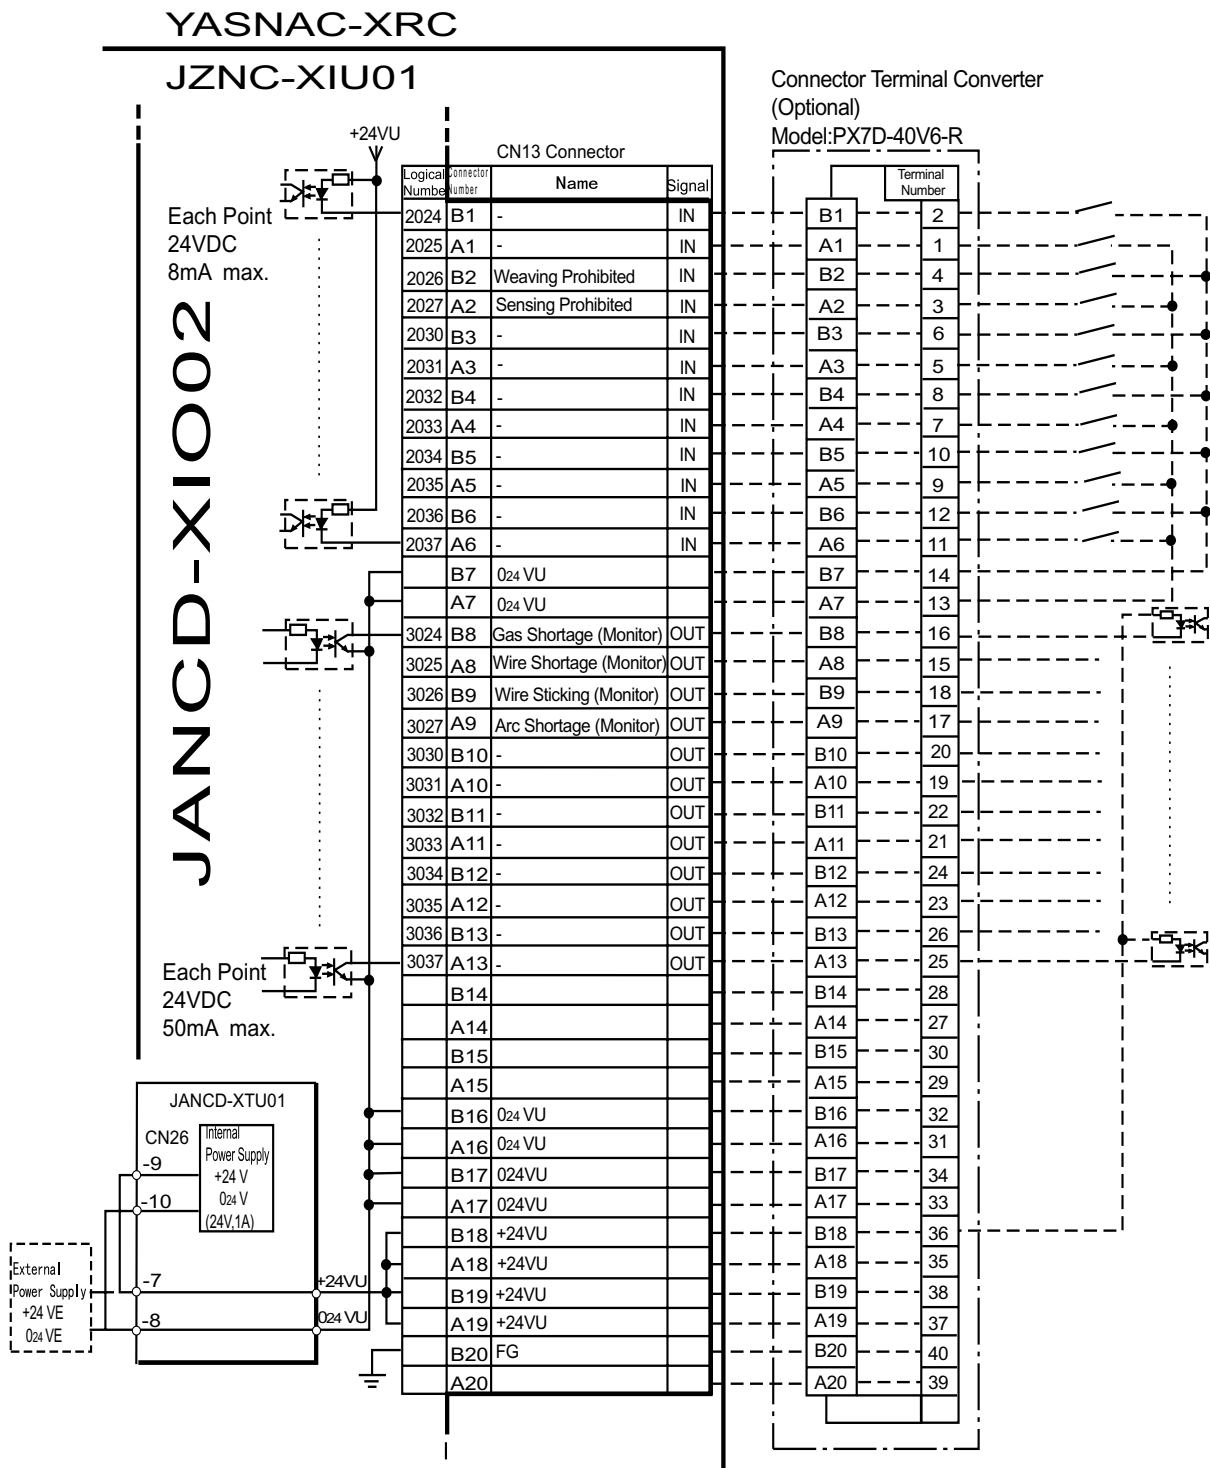 YASNAC-XRC
JZNC-XIU01
Connector Terminal Converter
(Optional)
Model:PX7D-40V6-R
+24VU
CN13 Connector
Logical Numbe Connector Number Name Signal
Terminal Number
Each Point
24VDC
8mA max.
JANCD-XIO02
2024 B1 - IN B1 2
2025 A1 - IN A1 1
2026 B2 Weaving Prohibited IN B2 4
2027 A2 Sensing Prohibited IN A2 3
2030 B3 - IN B3 6
2031 A3 - IN A3 5
2032 B4 - IN B4 8
2033 A4 - IN A4 7
2034 B5 - IN B5 10
2035 A5 - IN A5 9
2036 B6 - IN B6 12
2037 A6 - IN A6 11
B7 024 VU B7 14
A7 024 VU A7 13
3024 B8 Gas Shortage (Monitor) OUT B8 16
3025 A8 Wire Shortage (Monitor) OUT A8 15
3026 B9 Wire Sticking (Monitor) OUT B9 18
3027 A9 Arc Shortage (Monitor) OUT A9 17
3030 B10 - OUT B10 20
3031 A10 - OUT A10 19
3032 B11 - OUT B11 22
3033 A11 - OUT A11 21
3034 B12 - OUT B12 24
3035 A12 - OUT A12 23
3036 B13 - OUT B13 26
3037 A13 - OUT A13 25
Each Point
24VDC
50mA max.
B14 B14 28
A14 A14 27
B15 B15 30
A15 A15 29
B16 024 VU B16 32
A16 024 VU A16 31
B17 024VU B17 34
A17 024VU A17 33
B18 +24VU B18 36
A18 +24VU A18 35
B19 +24VU B19 38
A19 +24VU A19 37
B20 FG B20 40
A20 A20 39
JANCD-XTU01
CN26
Internal
Power Supply
+24 V
024 V
(24V,1A)
-9
-10
-7
-8
+24VU
024 VU
External
Power Supply
+24 VE
024 VE